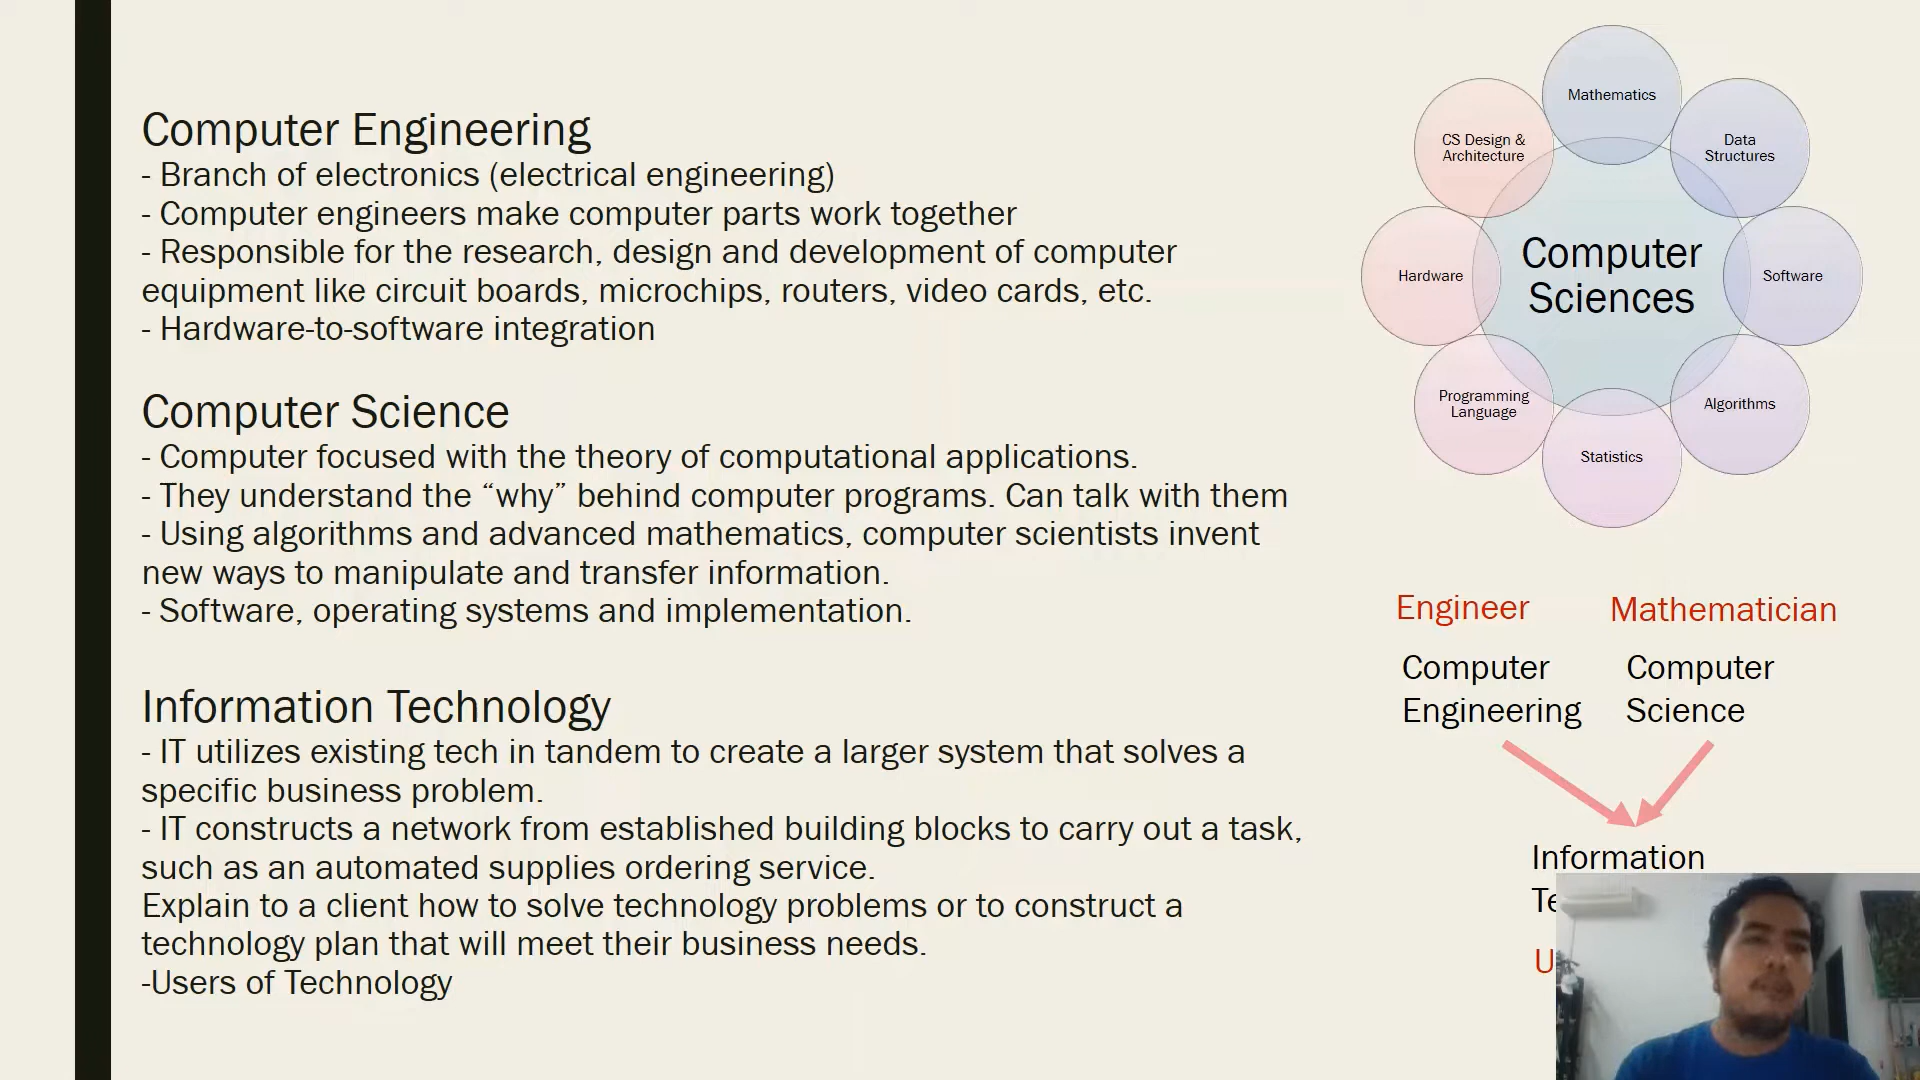 Computer Engineering
- Branch of electronics (electrical engineering)
- Computer engineers make computer parts work together
- Responsible for the research, design and development of computer
equipment like circuit boards, microchips, routers, video cards, etc.
- Hardware-to-software integration
Computer Science
- Computer focused with the theory of computational applications.
- They understand the “why” behind computer programs. Can talk with them
- Using algorithms and advanced mathematics, computer scientists invent
new ways to manipulate and transfer information.
- Software, operating systems and implementation.
Information Technology
- IT utilizes existing tech in tandem to create a larger system that solves a
specific business problem.
- IT constructs a network from established building blocks to carry out a task,
such as an automated supplies ordering service.
Explain to a client how to solve technology problems or to construct a
technology plan that will meet their business needs.
-Users of Technology
Mathematics
CS Design &
Architecture
Data
Structures
Hardware
Computer
Sciences
Software
Programming
Language
Algorithms
Statistics
Engineer
Mathematician
Computer
Engineering
Computer
Science
Information